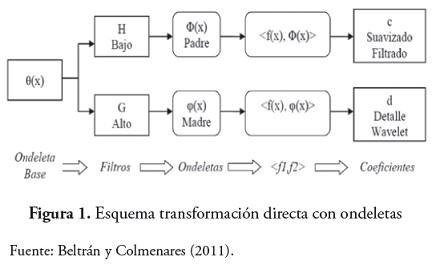 H
Bajo
Φ(x)
Padre
<f(x), Φ(x)>
c
Suavizado
Filtrado
θ(x)
G
Alto
φ(x)
Madre
<f(x), φ(x)>
d
Detalle
Wavelet
Ondeleta
Base
Filtros
Ondeletas
<f1,f2>
Coeficientes
Figura 1. Esquema transformación directa con ondeletas
Fuente: Beltrán y Colmenares (2011).